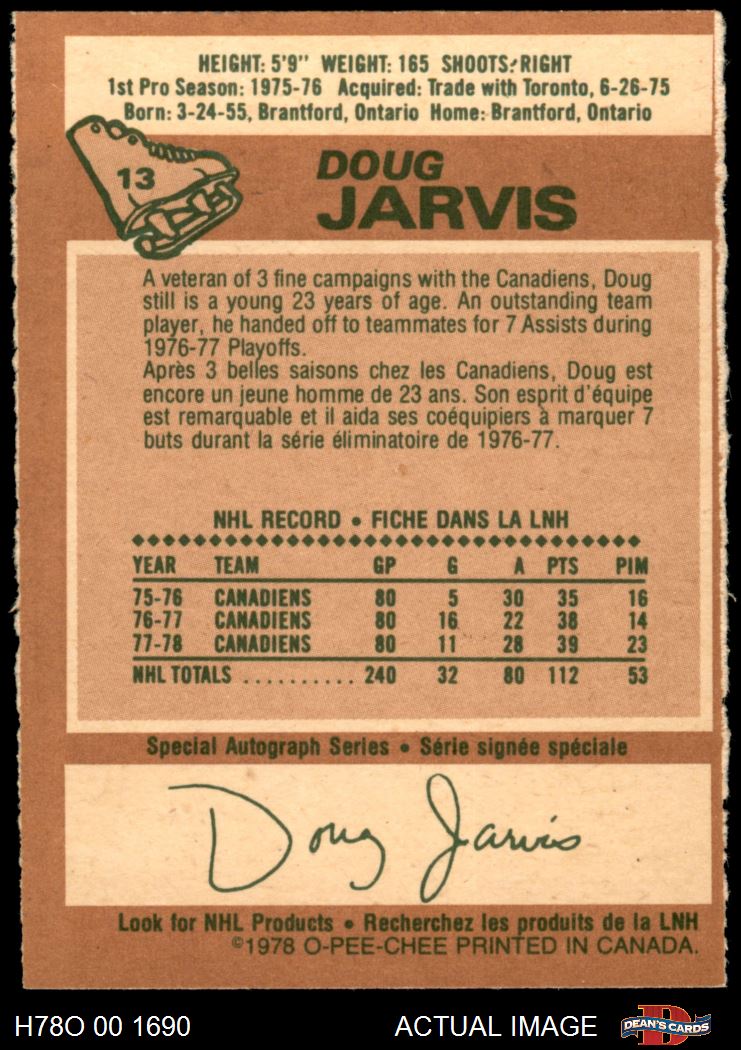 HEIGHT: 5'9" WEIGHT: 165 SHOOTS: RIGHT
1st Pro Season: 1975-76 Acquired: Trade with Toronto, 6-26-75
Born: 3-24-55, Brantford, Ontario Home: Brantford, Ontario
13
DOUG
JARVIS
A veteran of 3 fine campaigns with the Canadiens, Doug
still is a young 23 years of age. An outstanding team
player, he handed off to teammates for 7 Assists during
1976-77 Playoffs.
Après 3 belles saisons chez les Canadiens, Doug est
encore un jeune homme de 23 ans. Son esprit d'équipe
est remarquable et il aida ses coéquipiers à marquer 7
buts durant la série éliminatoire de 1976-77.
NHL RECORD • FICHE DANS LA LNH
YEAR TEAM GP G A PTS PIM
75-76 CANADIENS 80 5 30 35 16
76-77 CANADIENS 80 16 22 38 14
77-78 CANADIENS 80 11 28 39 23
NHL TOTALS .......... 240 32 80 112 53
Special Autograph Series • Série signée spéciale
Doug Jarvis
Look for NHL Products • Recherchez les produits de la LNH
©1978 O-PEE-CHEE PRINTED IN CANADA.
H78O 00 1690 ACTUAL IMAGE D DEAN'S CARDS